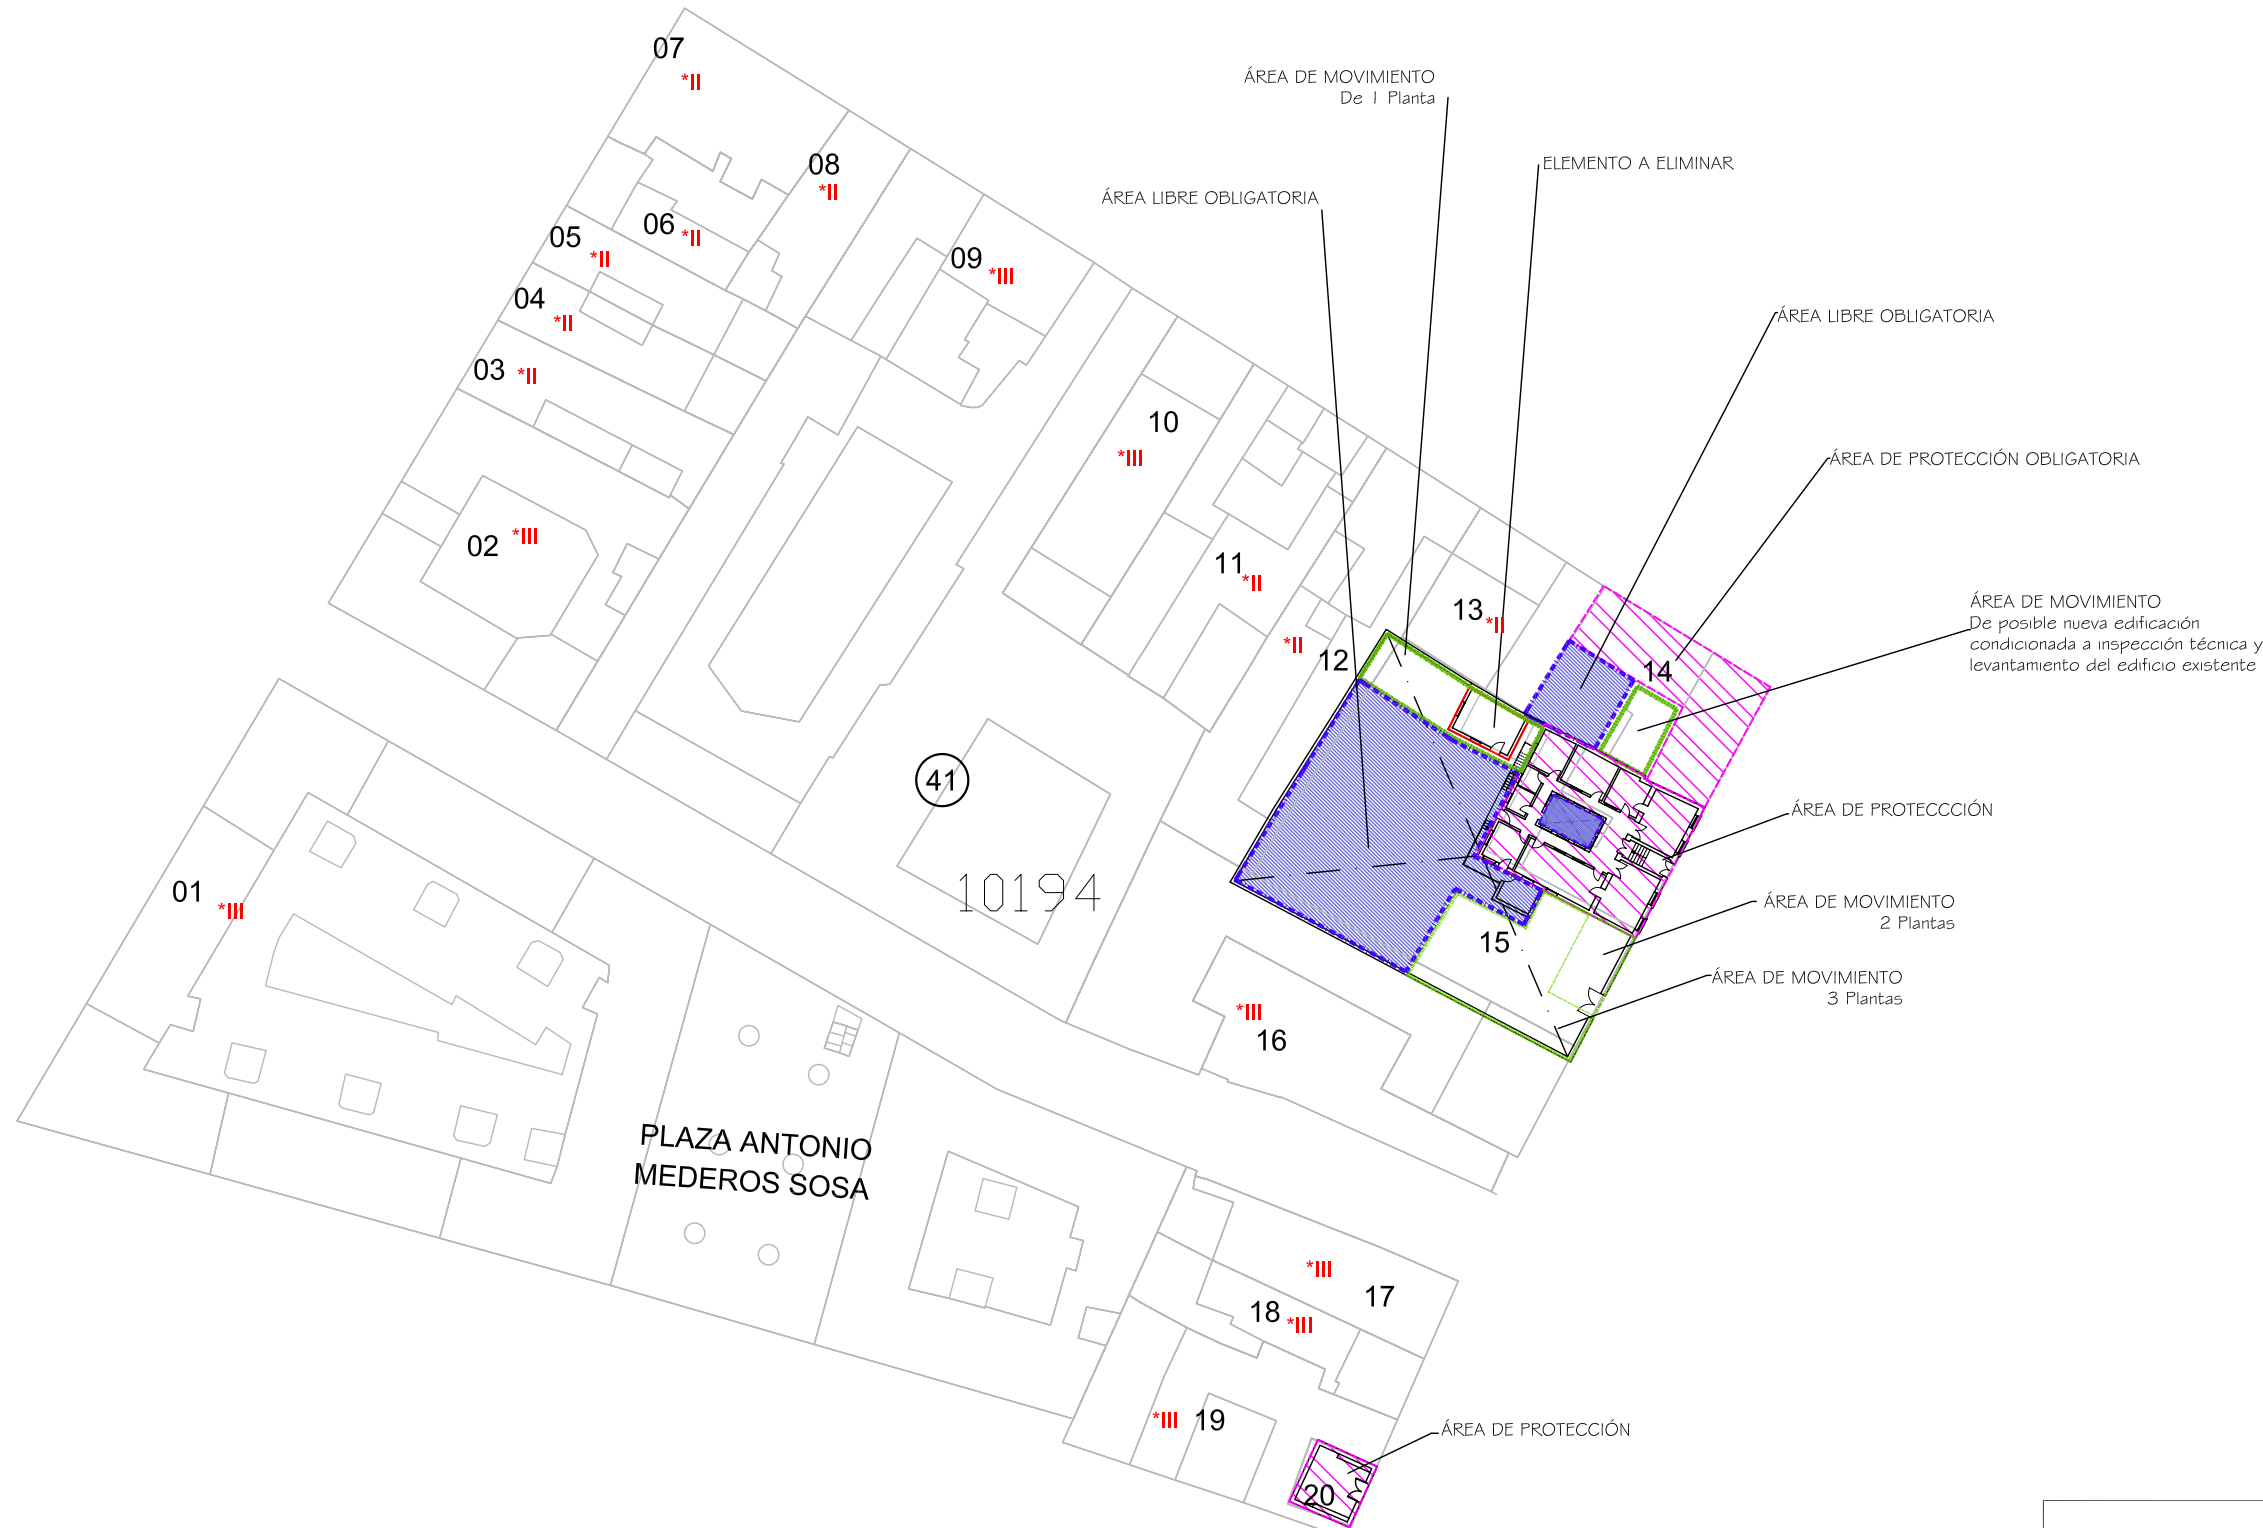 07
*II
ÁREA DE MOVIMIENTO
De 1 Planta
08
*II
ELEMENTO A ELIMINAR
ÁREA LIBRE OBLIGATORIA
06
*II
05
*II
09
*III
04
*II
ÁREA LIBRE OBLIGATORIA
03
*II
10
*III
ÁREA DE PROTECCIÓN OBLIGATORIA
02
*III
11
*II
13
*II
ÁREA DE MOVIMIENTO
De posible nueva edificación
condicionada a inspección técnica y
levantamiento del edificio existente
*II
12
14
41
10194
ÁREA DE PROTECCCIÓN
01
*III
ÁREA DE MOVIMIENTO
2 Plantas
15
ÁREA DE MOVIMIENTO
3 Plantas
*III
16
PLAZA ANTONIO
MEDEROS SOSA
*III
17
18
*III
*III
19
ÁREA DE PROTECCIÓN
20